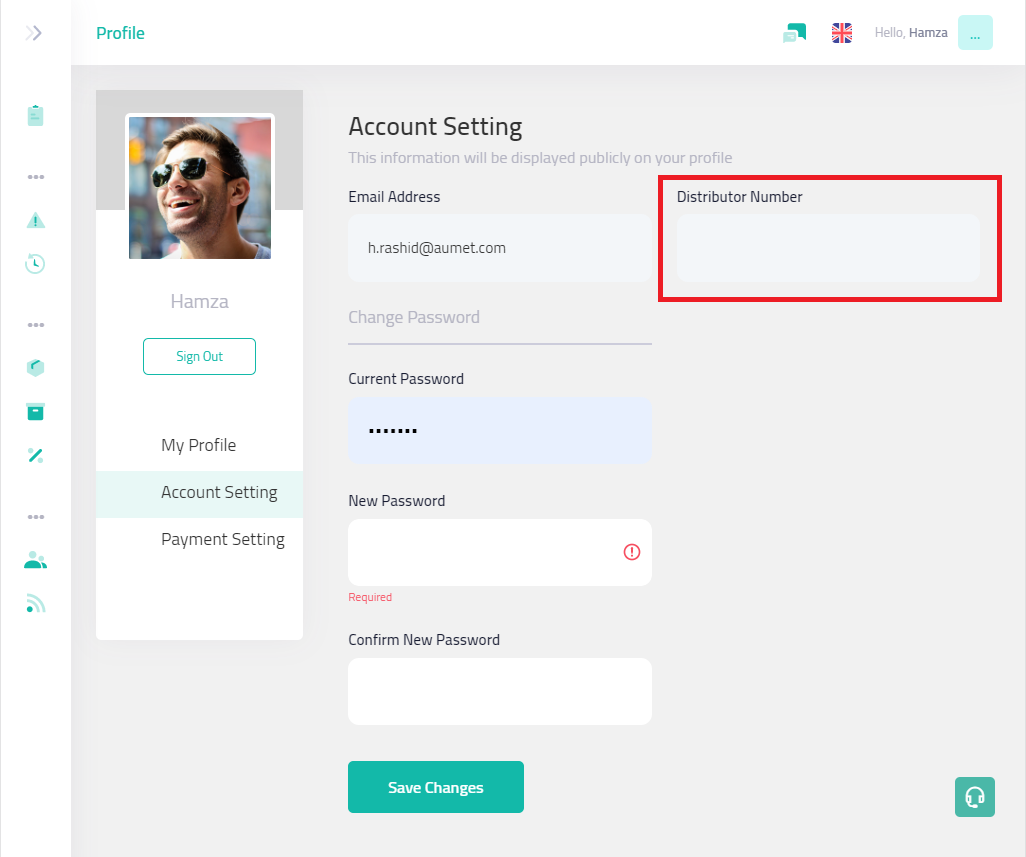 Profile
Hello, Hamza
...
Account Setting
This information will be displayed publicly on your profile
Email Address
Distributor Number
h.rashid@aumet.com
Hamza
Change Password
Sign Out
Current Password
•••••••
My Profile
Account Setting
Payment Setting
New Password
Required
Confirm New Password
Save Changes